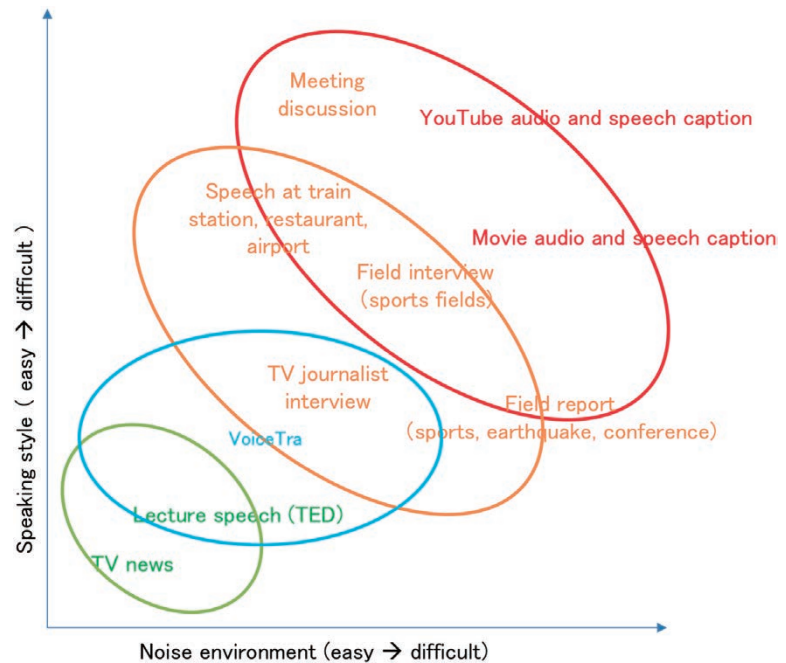 Meeting
discussion
YouTube audio and speech caption
Speech at train
station, restaurant,
airport
Movie audio and speech caption
Field interview
(sports fields)
TV journalist
interview
Field report
(sports, earthquake, conference)
VoiceTra
Lecture speech (TED)
TV news
Speaking style ( easy → difficult )
Noise environment (easy → difficult)